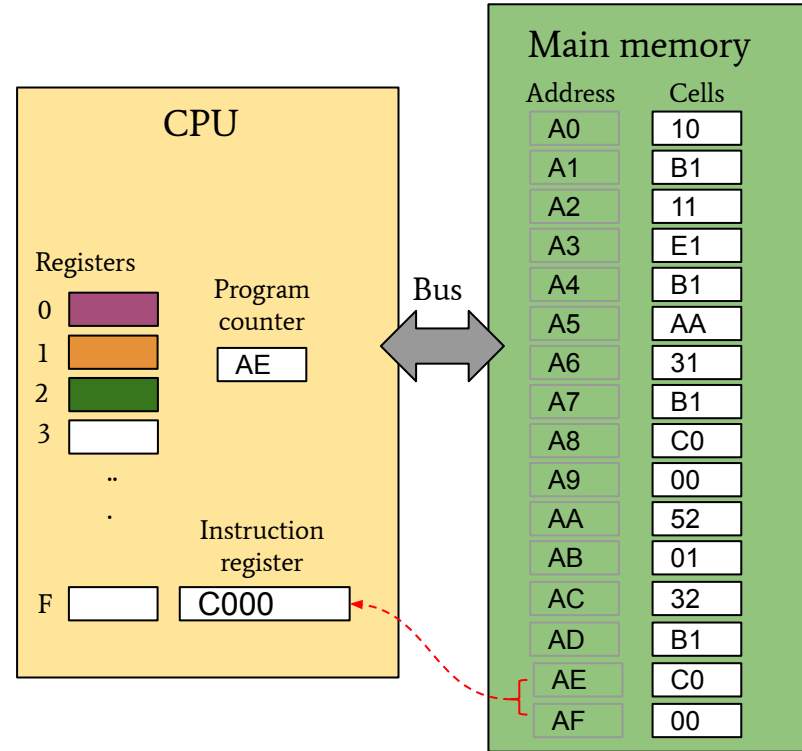 CPU
Registers
0
1
2
3
..
.
F
Program
counter
AE
Instruction
register
C000
Bus
Main memory
Address Cells
A0 10
A1 B1
A2 11
A3 E1
A4 B1
A5 AA
A6 31
A7 B1
A8 C0
A9 00
AA 52
AB 01
AC 32
AD B1
AE C0
AF 00